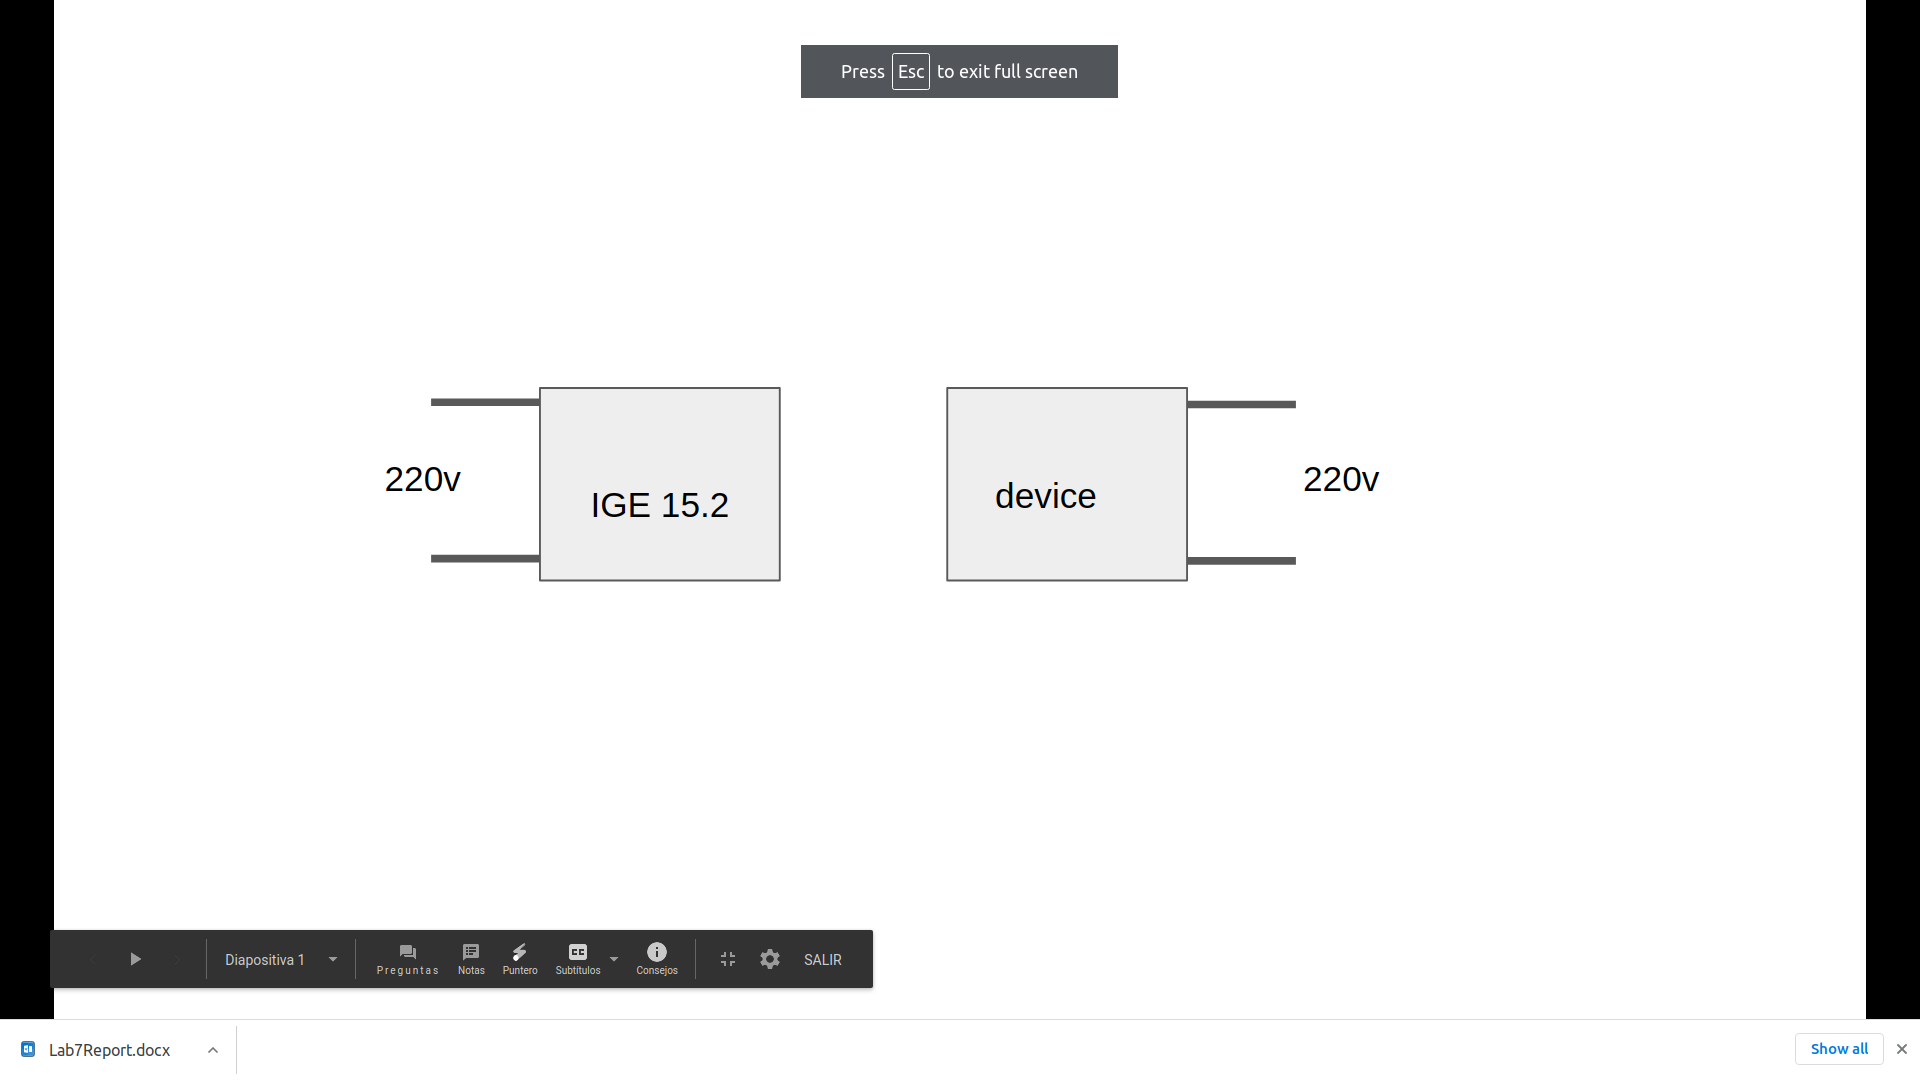 Press Esc to exit full screen
220v
IGE 15.2
device
220v
Diapositiva 1
Preguntas
Notas
Puntero
Subtítulos
Consejos
SALIR
Lab7Report.docx
Show all